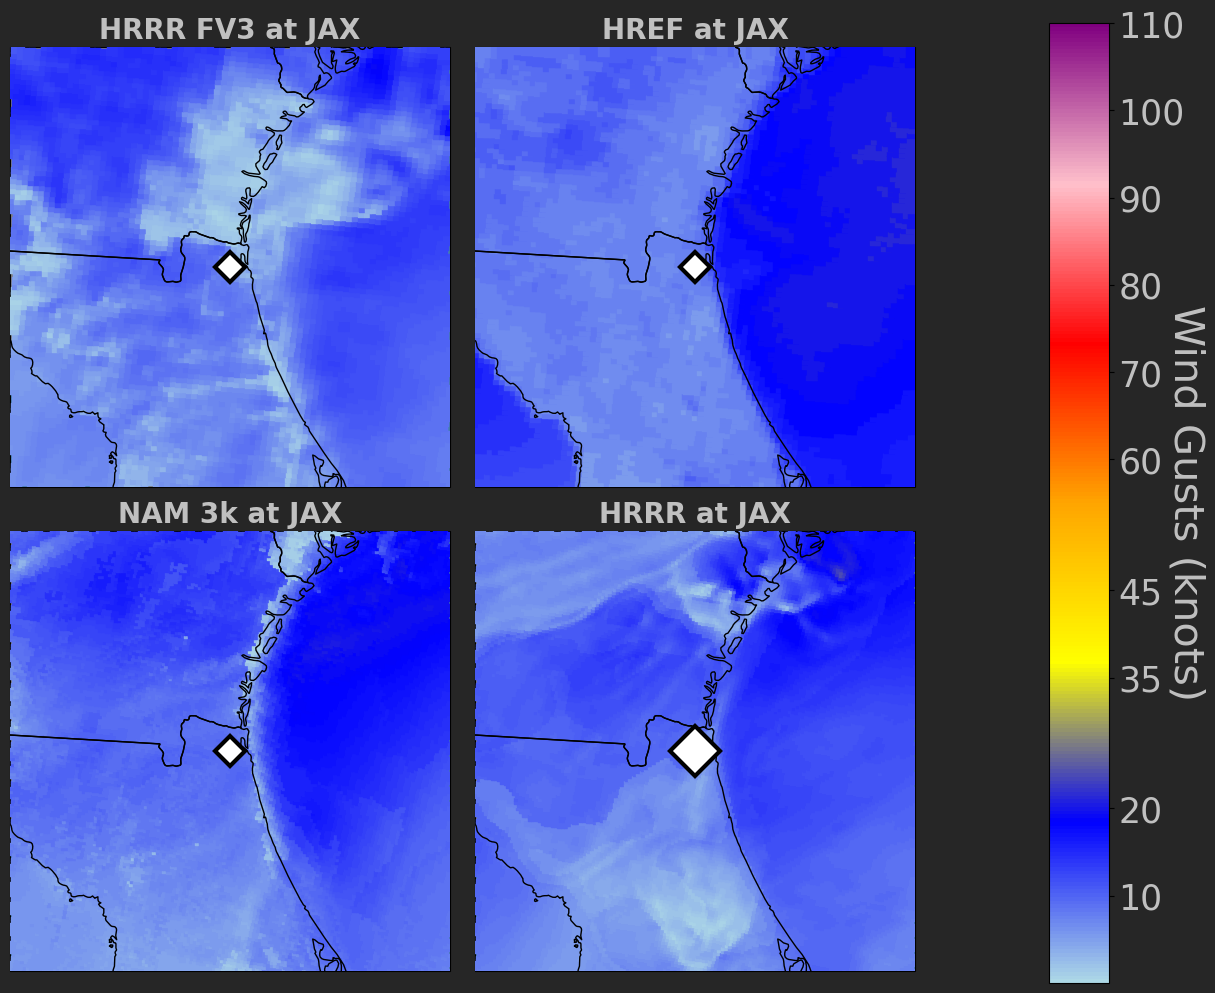 HRRR FV3 at JAX
HREF at JAX
NAM 3k at JAX
HRRR at JAX
110
100
90
80
70
60
45
35
20
10
Wind Gusts (knots)